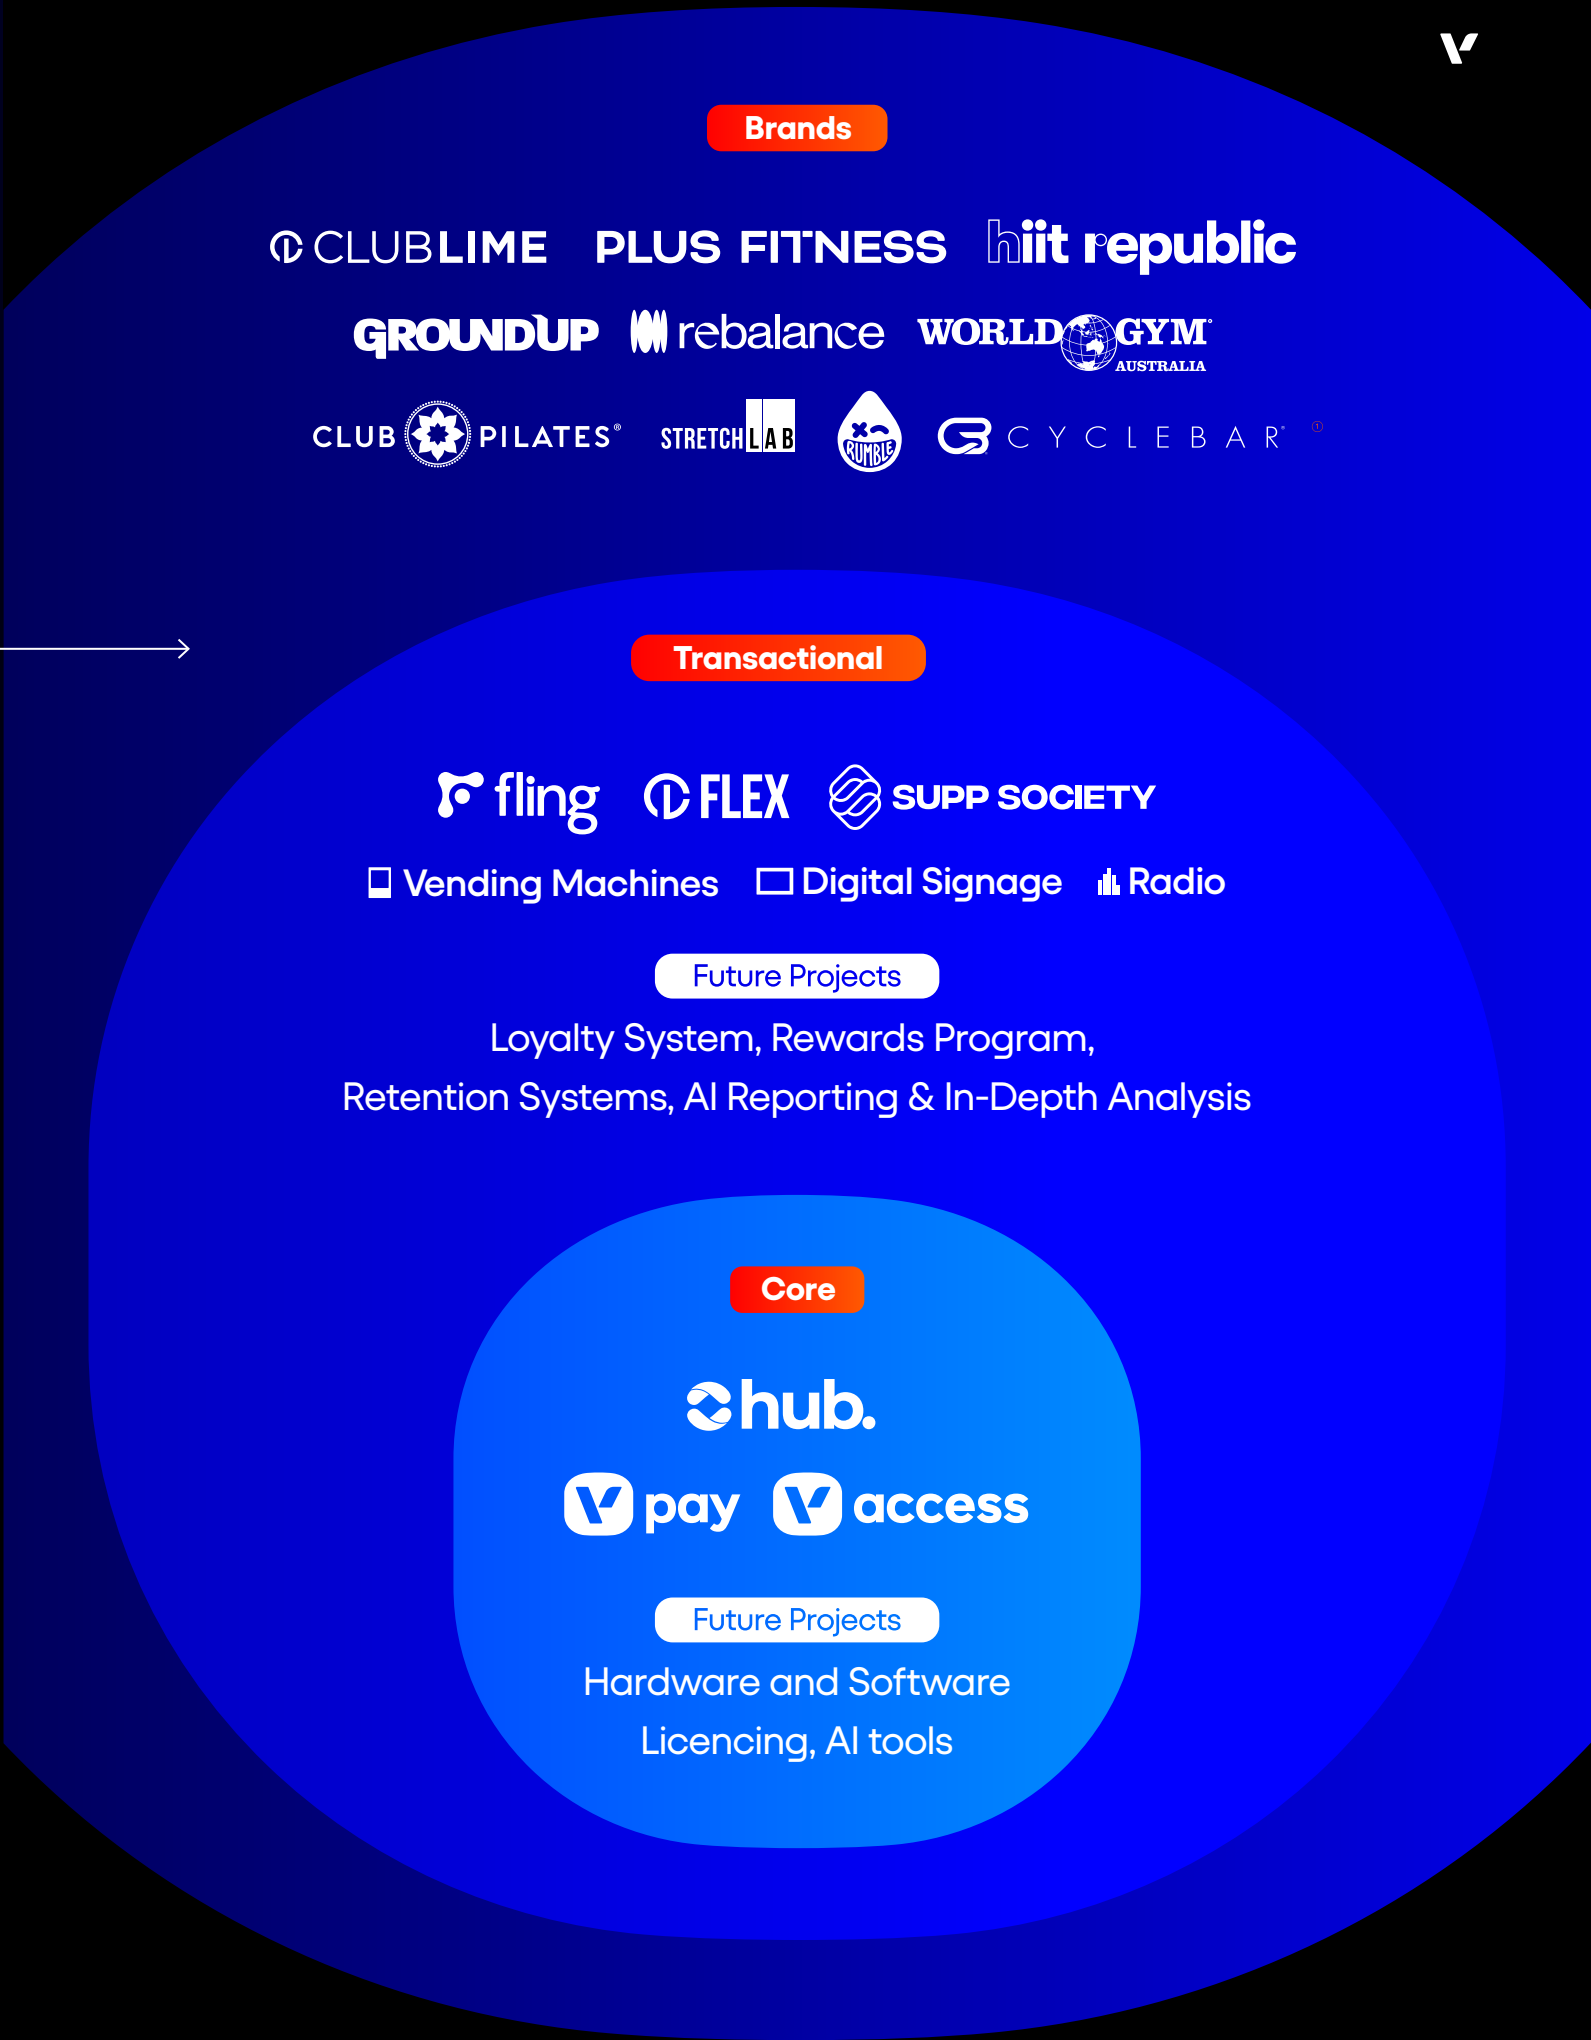 Brands
CLUBLIME PLUS FITNESS hiit republic
GROUNDUP rebalance WORLD GYM
AUSTRALIA
CLUB PILATES® STRETCHLAB RUMBLE CYCLEBAR
Transactional
fling FLEX SUPP SOCIETY
Vending Machines Digital Signage Radio
Future Projects
Loyalty System, Rewards Program,
Retention Systems, AI Reporting & In-Depth Analysis
Core
hub.
pay access
Future Projects
Hardware and Software
Licencing, AI tools